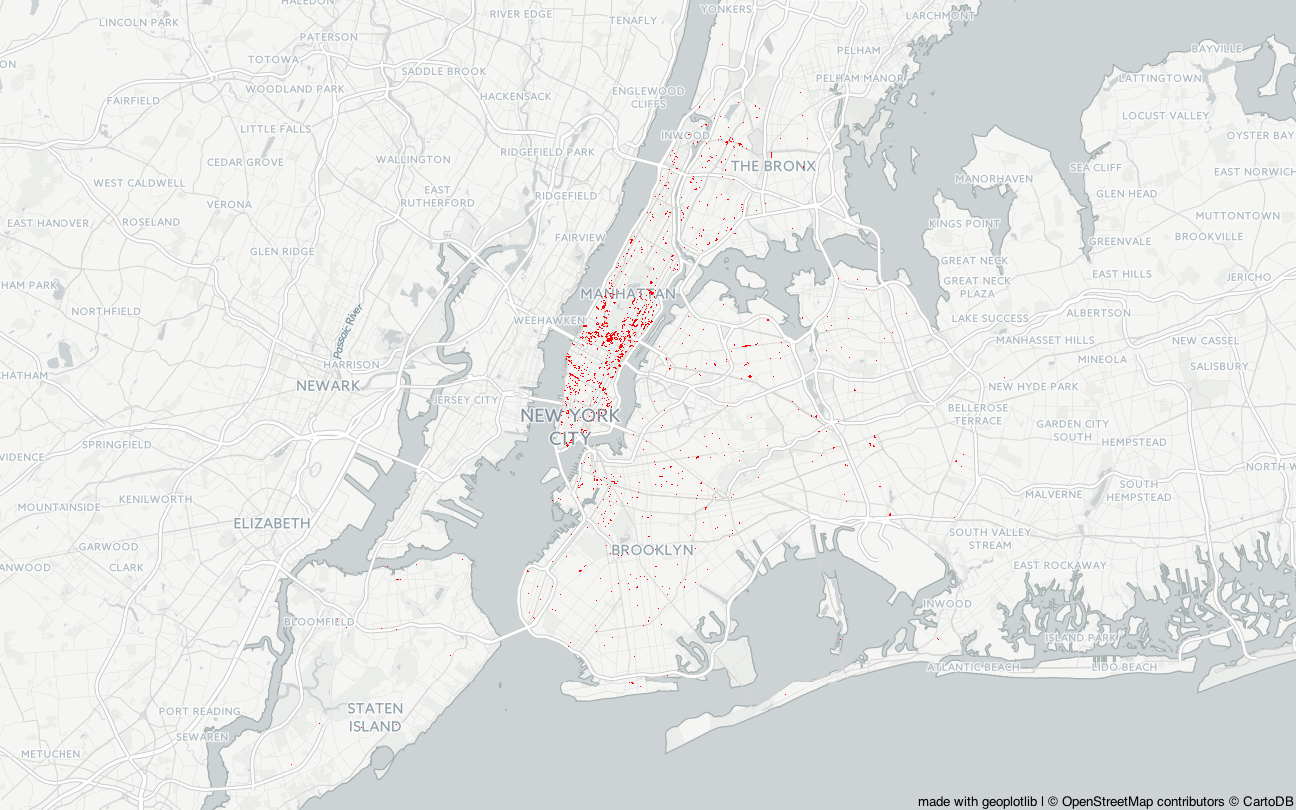 YONKERS
LINCOLN PARK
HALEDON
RIVER EDGE
TENAFLY
LARCHMONT
PATERSON
TOTOWA
SADDLE BROOK
PELHAM
BAYVILLE
WOODLAND PARK
ENGLEWOOD
CLIFFS
PELHAM MANOR
LATTINGTOWN
FAIRFIELD
HACKENSACK
LOCUST VALLEY
LITTLE FALLS
INWOOD
OYSTER BAY
CEDAR GROVE
WALLINGTON
RIDGEFIELD PARK
THE BRONX
SEA CLIFF
EAST NORWICH
WEST CALDWELL
EAST
RUTHERFORD
RIDGEFIELD
MANORHAVEN
GLEN HEAD
VERONA
EAST HANOVER
ROSELAND
KINGS POINT
MUTTONTOWN
GLEN RIDGE
FAIRVIEW
GREENVALE
BROOKVILLE
GREAT NECK
EAST HILLS
JERICHO
HAM PARK
MANHATTAN
GREAT NECK
PLAZA
NORTHFIELD
Passaic River
WEEHAWKEN
LAKE SUCCESS
ALBERTSON
MANHASSET HILLS
NEW CASSEL
CHATHAM
HARRISON
MINEOLA
SALISBURY
NEWARK
JERSEY CITY
NEW HYDE PARK
NEW YORK
CITY
BELLEROSE
TERRACE
GARDEN CITY
SOUTH
SPRINGFIELD
HEMPSTEAD
VIDENCE
NORTH W
KENILWORTH
MALVERNE
SOUTH
HEMPSTEAD
MOUNTAINSIDE
ELIZABETH
SOUTH VALLEY
STREAM
GARWOOD
BROOKLYN
ANWOOD
CLARK
EAST ROCKAWAY
BLOOMFIELD
INWOOD
ISLAND PARK
ATLANTIC BEACH
LIDO BEACH
PORT READING
STATEN
ISLAND
SEWAREN
METUCHEN
made with geoplotlib | © OpenStreetMap contributors © CartoDB